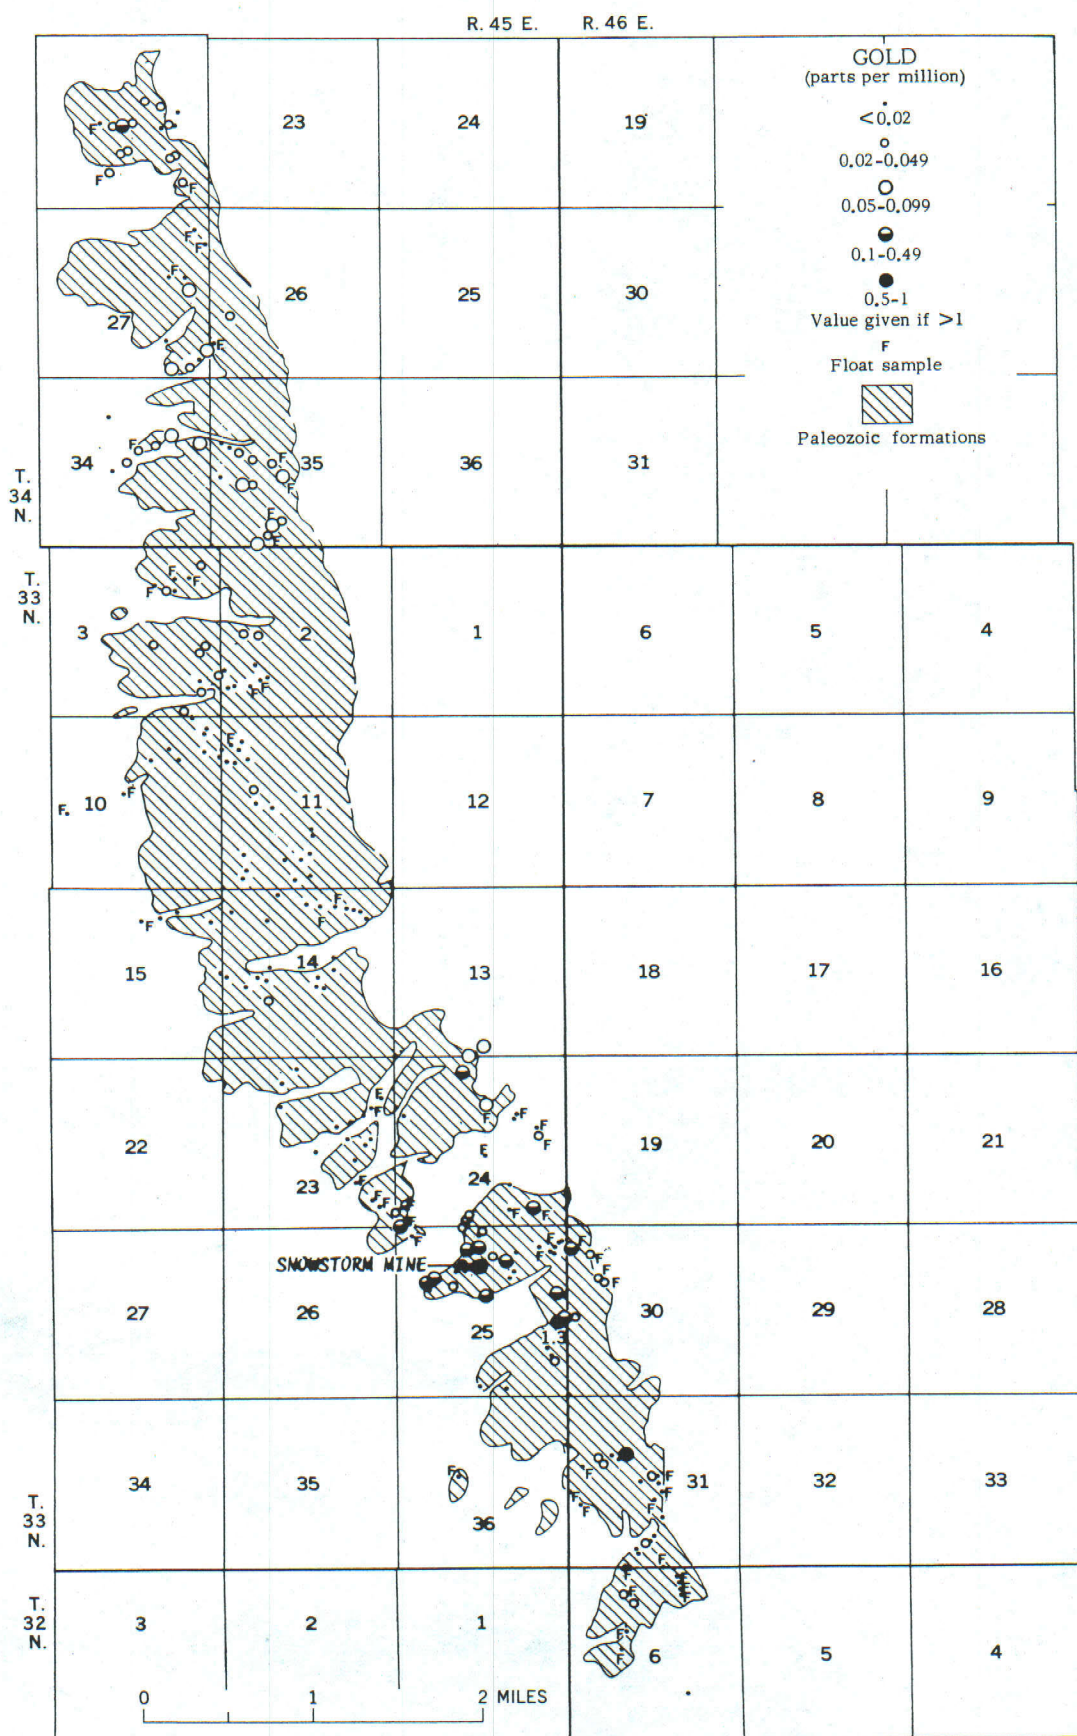 R. 45 E. R. 46 E.
GOLD
(parts per million)
<0.02
0.02-0.049
0.05-0.099
0.1-0.49
0.5-1
Value given if >1
F
Float sample
Paleozoic formations
23 24 19
F
F F
F
F
26 25 30
F
27
F
T.
34
N.
34 35 36 31
F F
F
F
F
T.
33
N.
F F
F
3 2 1 6 5 4
F F
F
F
F. 10 11 12 7 8 9
F
F F
15 14 13 18 17 16
F
F F
F
F
F
22 19 20 21
F
23 24
F
F F
F F
F
F
F F
SNOWSTORM MINE
F
27 26 25 30 29 28
1.3
F
F F
34 35 31 32 33
F
F F F
36
T.
33
N.
F
F F
F
F
T.
32
N.
3 2 1
F
F 6 5 4
0 1 2 MILES